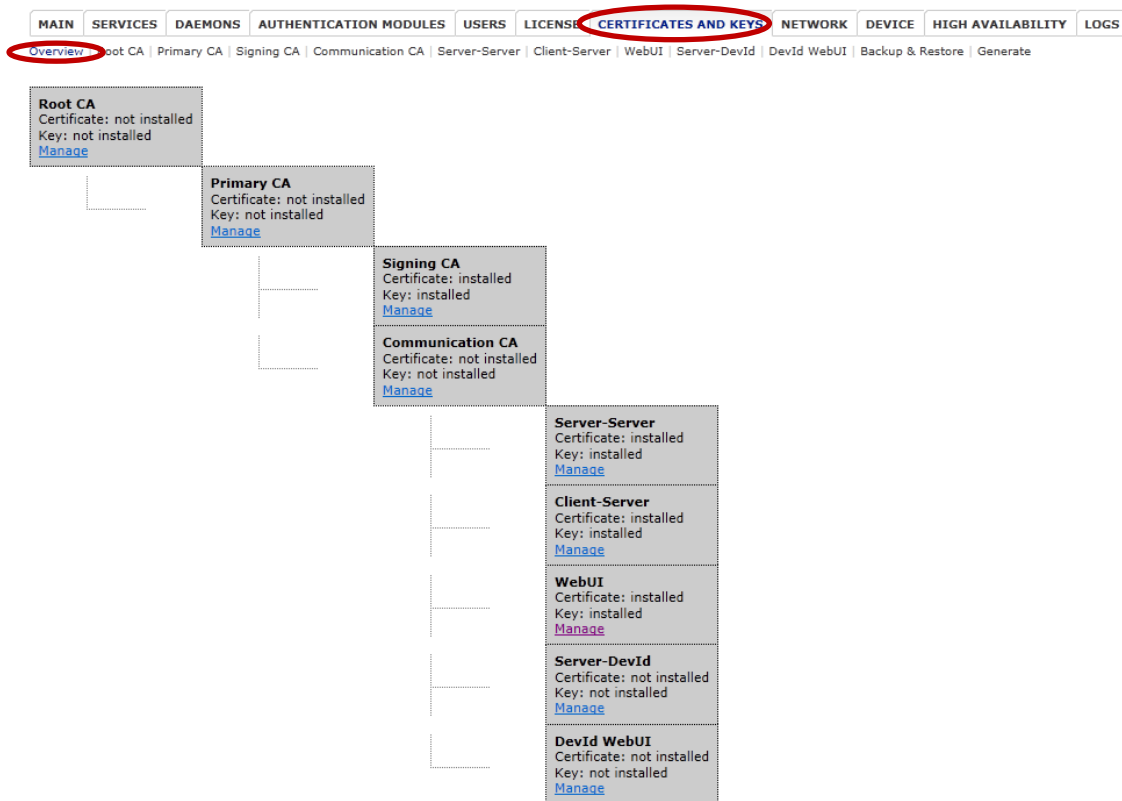 MAIN SERVICES DAEMONS AUTHENTICATION MODULES USERS LICENSE CERTIFICATES AND KEYS NETWORK DEVICE HIGH AVAILABILITY LOGS
Overview | Root CA | Primary CA | Signing CA | Communication CA | Server-Server | Client-Server | WebUI | Server-DevId | DevId WebUI | Backup & Restore | Generate
Root CA
Certificate: not installed
Key: not installed
Manage
Primary CA
Certificate: not installed
Key: not installed
Manage
Signing CA
Certificate: installed
Key: installed
Manage
Communication CA
Certificate: not installed
Key: not installed
Manage
Server-Server
Certificate: installed
Key: installed
Manage
Client-Server
Certificate: installed
Key: installed
Manage
WebUI
Certificate: installed
Key: installed
Manage
Server-DevId
Certificate: not installed
Key: not installed
Manage
DevId WebUI
Certificate: not installed
Key: not installed
Manage